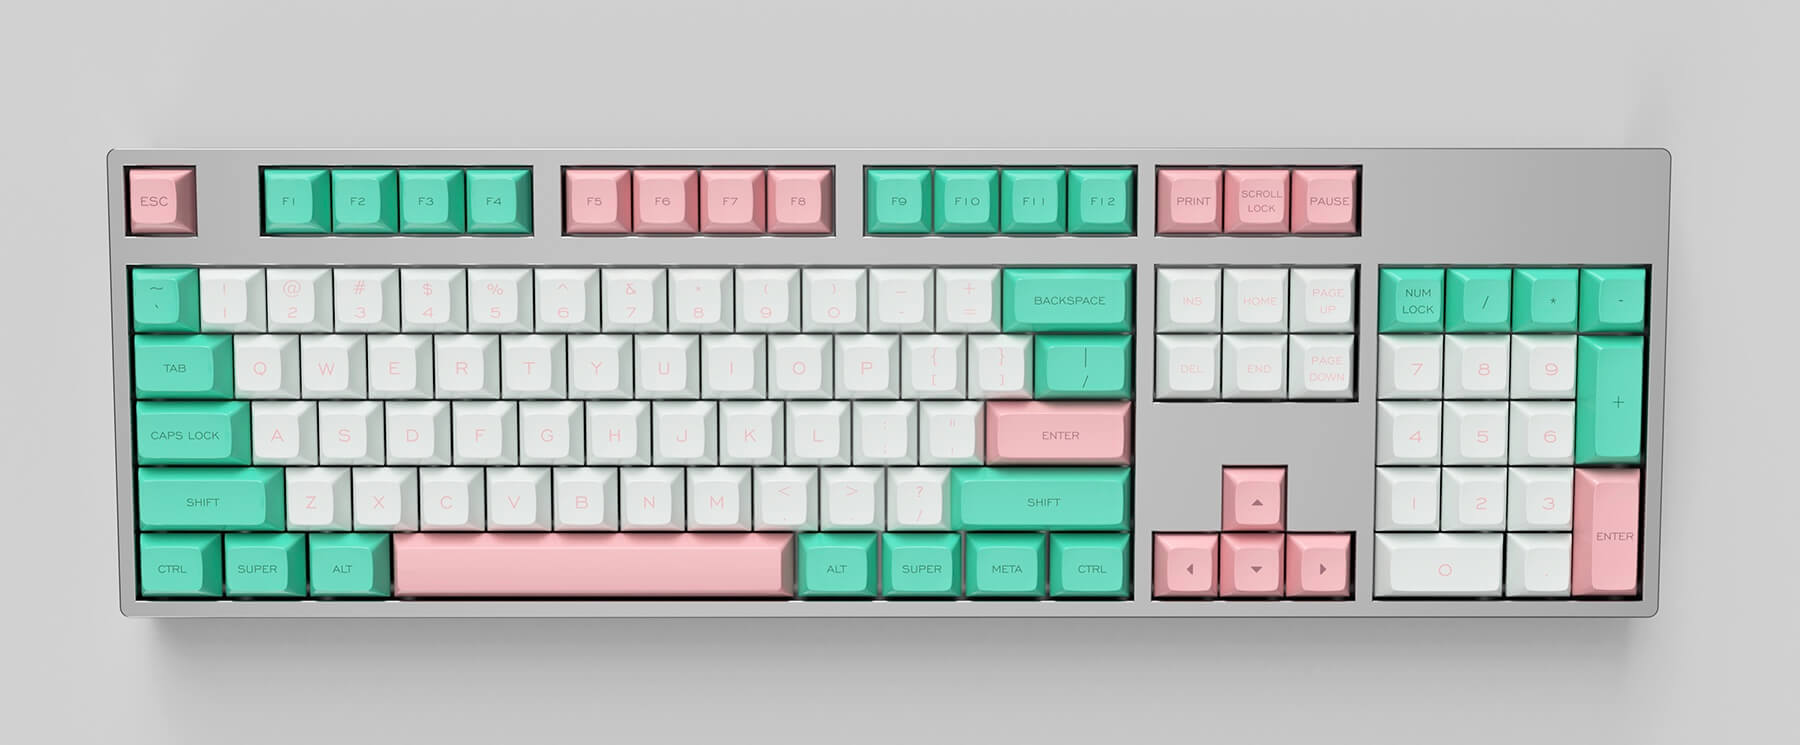 ESC F1 F2 F3 F4 F5 F6 F7 F8 F9 F10 F11 F12 PRINT SCROLL LOCK PAUSE
~ ! @ # $ % ^ & * ( ) _ + BACKSPACE INS HOME PAGE UP NUM LOCK / * -
` 1 2 3 4 5 6 7 8 9 0 - =
TAB Q W E R T Y U I O P { [ } ] | / DEL END PAGE DOWN 7 8 9 +
CAPS LOCK A S D F G H J K L : ; " ' ENTER 4 5 6
SHIFT Z X C V B N M < , > . ? / SHIFT 1 2 3 ENTER
CTRL SUPER ALT ALT SUPER META CTRL 0 .